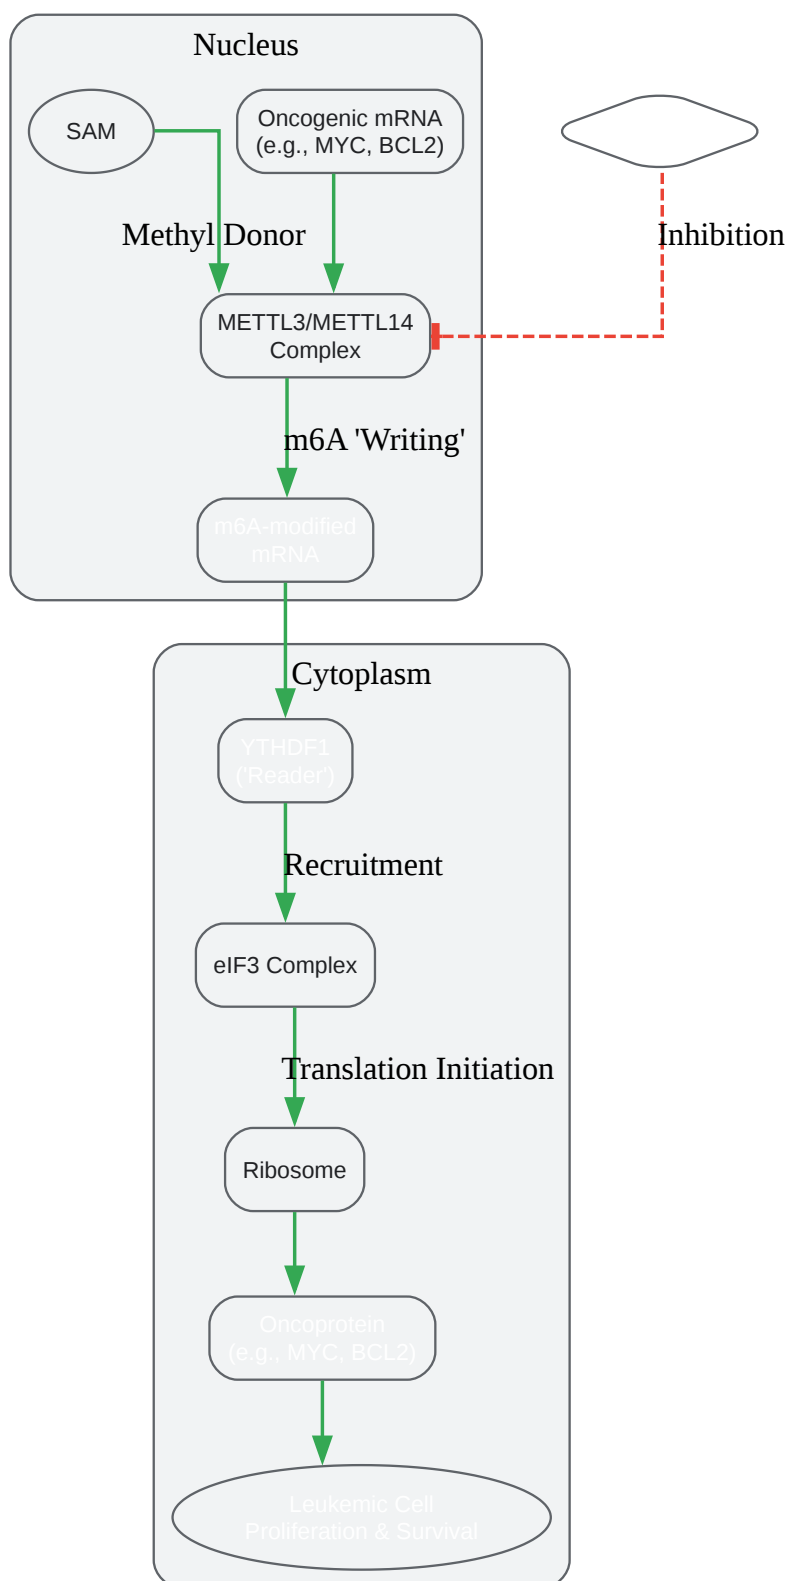 Nucleus
SAM
Oncogenic mRNA
(e.g., MYC, BCL2)
Methyl Donor
Inhibition
METTL3/METTL14
Complex
m6A 'Writing'
m6A-modified
mRNA
Cytoplasm
YTHDF1
('Reader')
Recruitment
eIF3 Complex
Translation Initiation
Ribosome
Oncoprotein
(e.g., MYC, BCL2)
Leukemic Cell
Proliferation & Survival